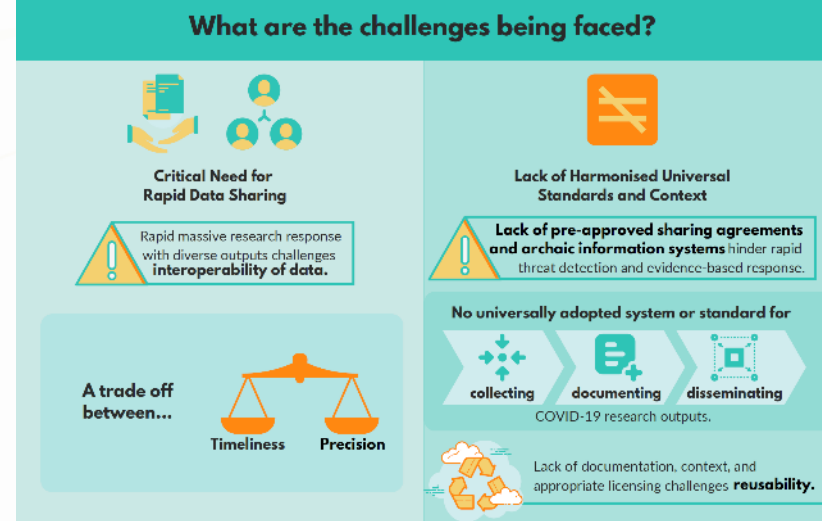 What are the challenges being faced?
Critical Need for
Rapid Data Sharing
Rapid massive research response
with diverse outputs challenges
interoperability of data.
A trade off
between...
Timeliness
Precision
Lack of Harmonised Universal
Standards and Context
Lack of pre-approved sharing agreements
and archaic information systems hinder rapid
threat detection and evidence-based response.
No universally adopted system or standard for
collecting
documenting
disseminating
COVID-19 research outputs.
Lack of documentation, context, and
appropriate licensing challenges reusability.